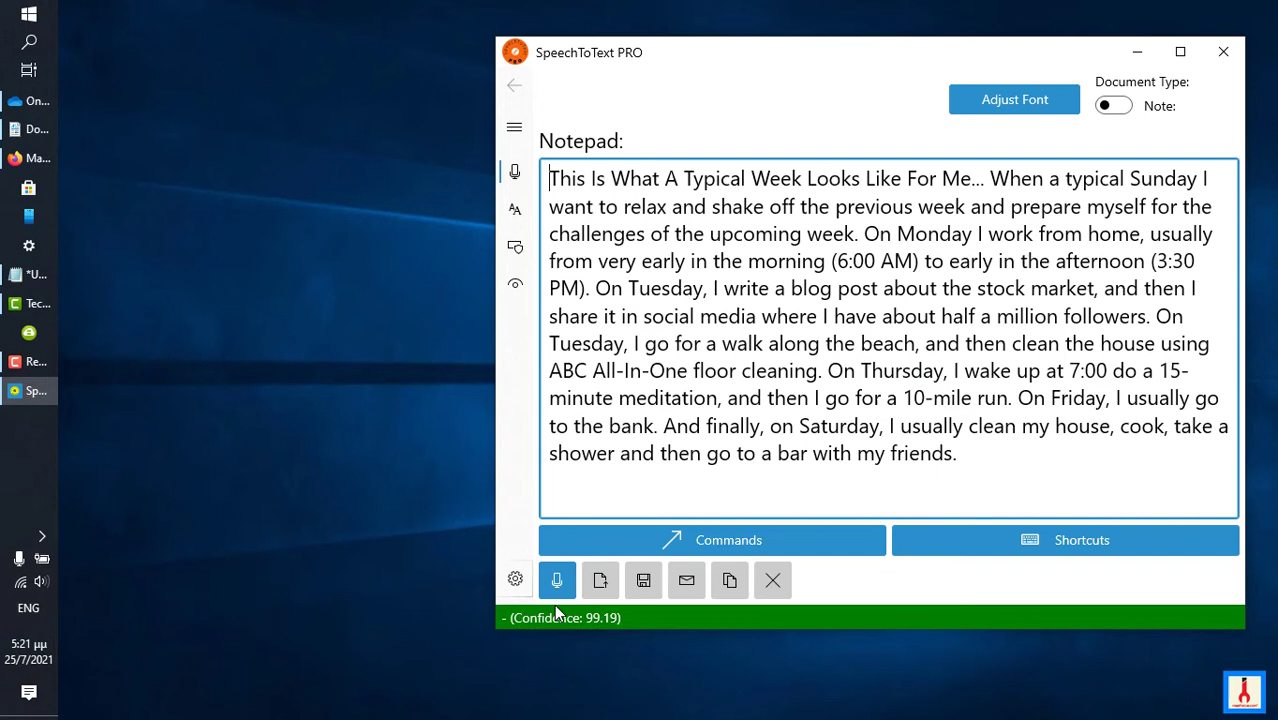 SpeechToText PRO
Document Type:
Adjust Font
Note:
Notepad:
This Is What A Typical Week Looks Like For Me... When a typical Sunday I
want to relax and shake off the previous week and prepare myself for the
challenges of the upcoming week. On Monday I work from home, usually
from very early in the morning (6:00 AM) to early in the afternoon (3:30
PM). On Tuesday, I write a blog post about the stock market, and then I
share it in social media where I have about half a million followers. On
Tuesday, I go for a walk along the beach, and then clean the house using
ABC All-In-One floor cleaning. On Thursday, I wake up at 7:00 do a 15-
minute meditation, and then I go for a 10-mile run. On Friday, I usually go
to the bank. And finally, on Saturday, I usually clean my house, cook, take a
shower and then go to a bar with my friends.
Commands
Shortcuts
- (Confidence: 99.19)
On...
Do...
Ma...
*U...
Tec...
Re...
Sp...
ENG
5:21 μμ
25/7/2021